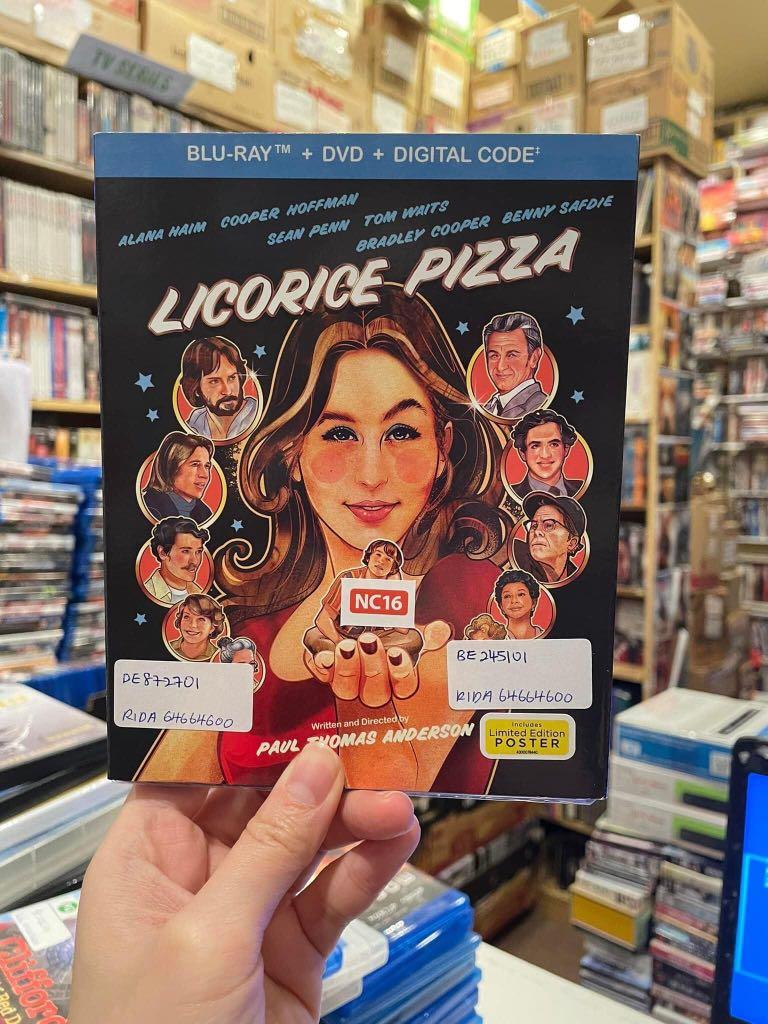 TV SERIES
BLU-RAY™ + DVD + DIGITAL CODE‡
ALANA HAIM COOPER HOFFMAN
SEAN PENN TOM WAITS
BRADLEY COOPER BENNY SAFDIE
LICORICE PIZZA
NC16
DE872701
RIDA 64664600
BE245101
RIDA 64664600
Written and Directed by
PAUL THOMAS ANDERSON
Includes
Limited Edition
POSTER